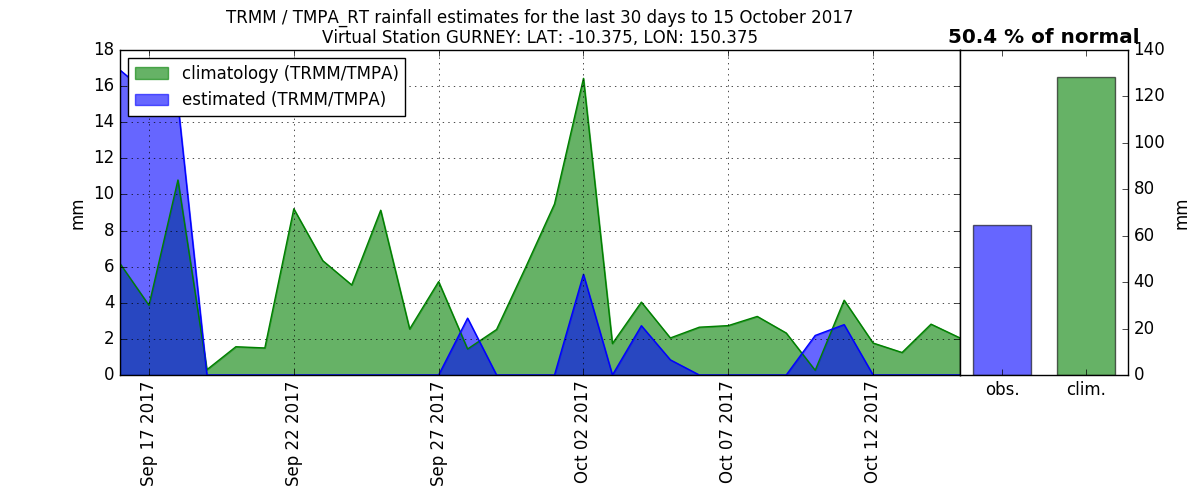 TRMM / TMPA_RT rainfall estimates for the last 30 days to 15 October 2017
Virtual Station GURNEY: LAT: -10.375, LON: 150.375
50.4 % of normal
climatology (TRMM/TMPA)
estimated (TRMM/TMPA)
mm
18
16
14
12
10
8
6
4
2
0
Sep 17 2017
Sep 22 2017
Sep 27 2017
Oct 02 2017
Oct 07 2017
Oct 12 2017
obs.
clim.
140
120
100
80
60
40
20
0
mm